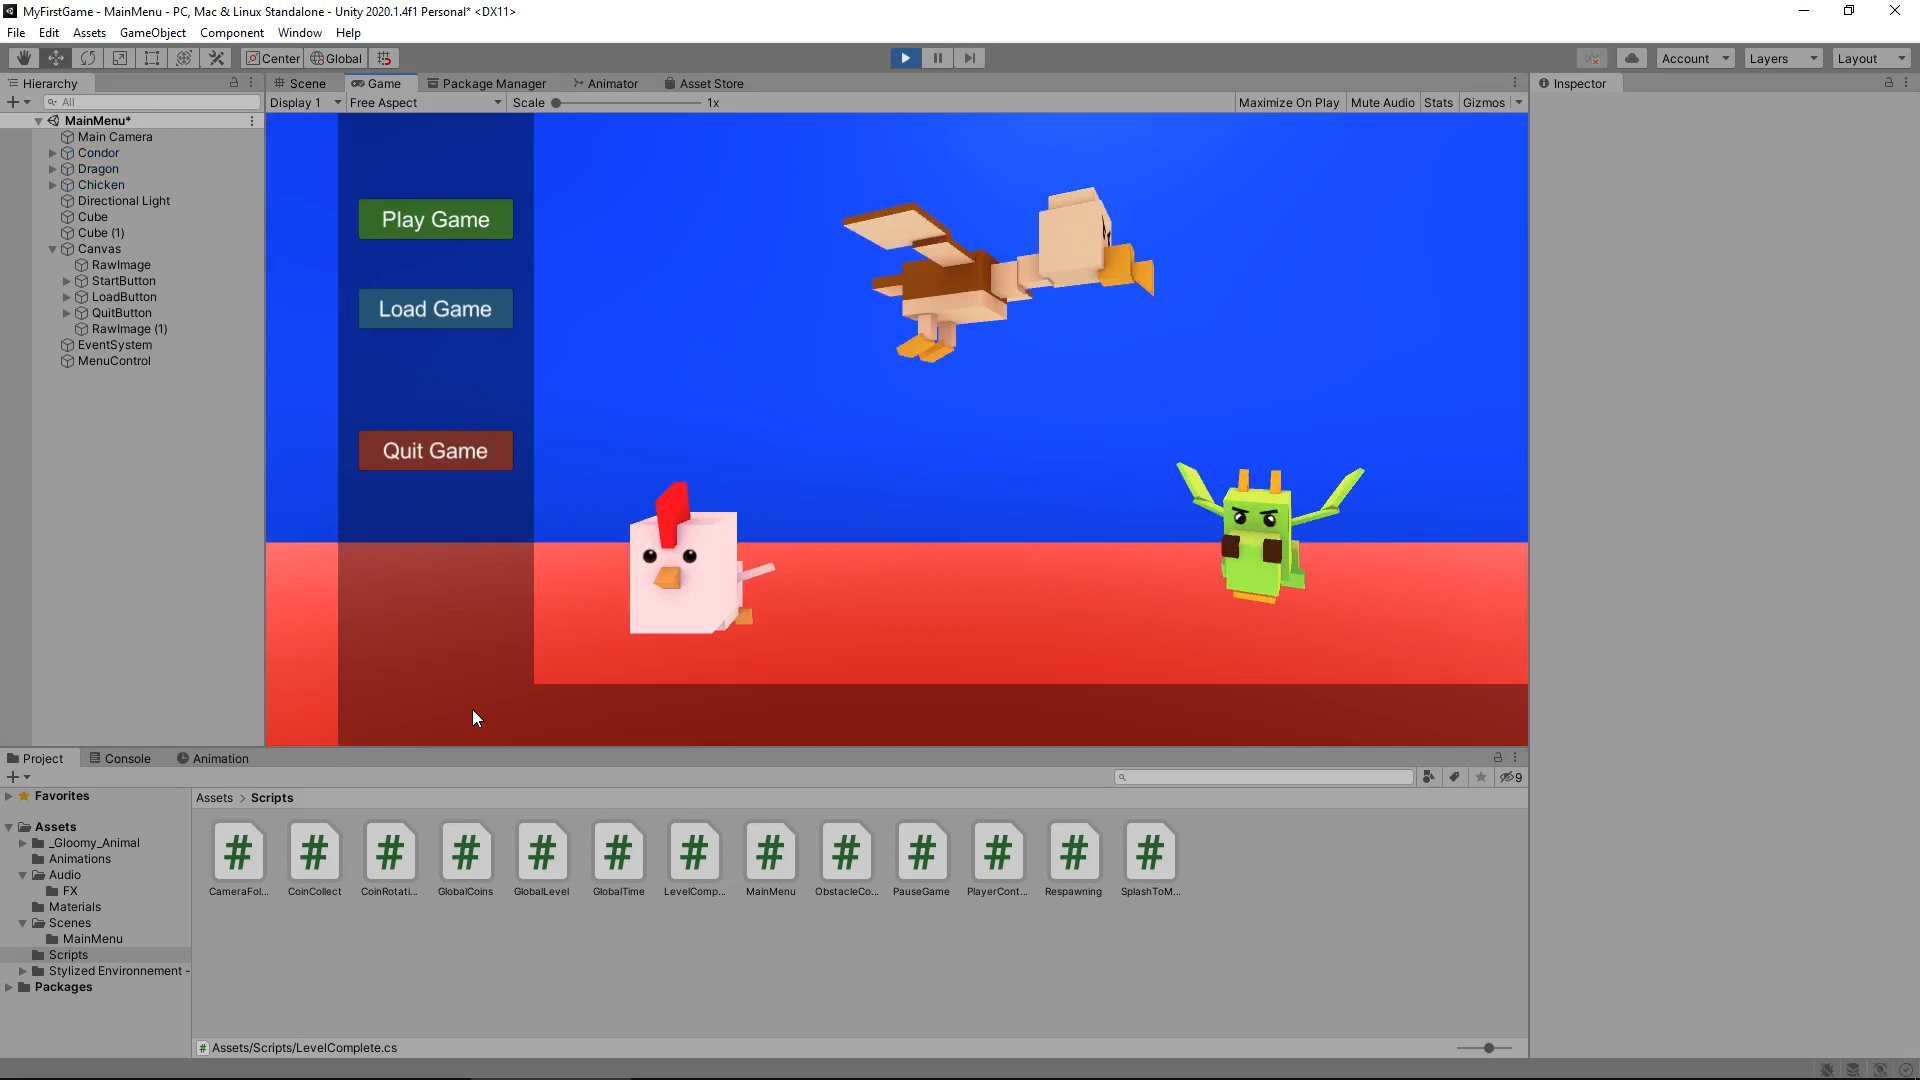 MyFirstGame - MainMenu - PC, Mac & Linux Standalone - Unity 2020.1.4f1 Personal* <DX11>
File Edit Assets GameObject Component Window Help
Center Global Account Layers Layout
Hierarchy Scene Game Package Manager Animator Asset Store Inspector
All Display 1 Free Aspect Scale 1x Maximize On Play Mute Audio Stats Gizmos
MainMenu*
Main Camera
Condor
Dragon
Chicken
Directional Light
Cube
Cube (1)
Canvas
RawImage
StartButton
LoadButton
QuitButton
RawImage (1)
EventSystem
MenuControl
Play Game
Load Game
Quit Game
Project Console Animation
9
Favorites
Assets
_Gloomy_Animal
Animations
Audio
FX
Materials
Scenes
MainMenu
Scripts
Stylized Environnement -
Packages
Assets > Scripts
# # # # # # # # # # # # #
CameraFol... CoinCollect CoinRotati... GlobalCoins GlobalLevel GlobalTime LevelComp... MainMenu ObstacleCo... PauseGame PlayerCont... Respawning SplashToM...
# Assets/Scripts/LevelComplete.cs